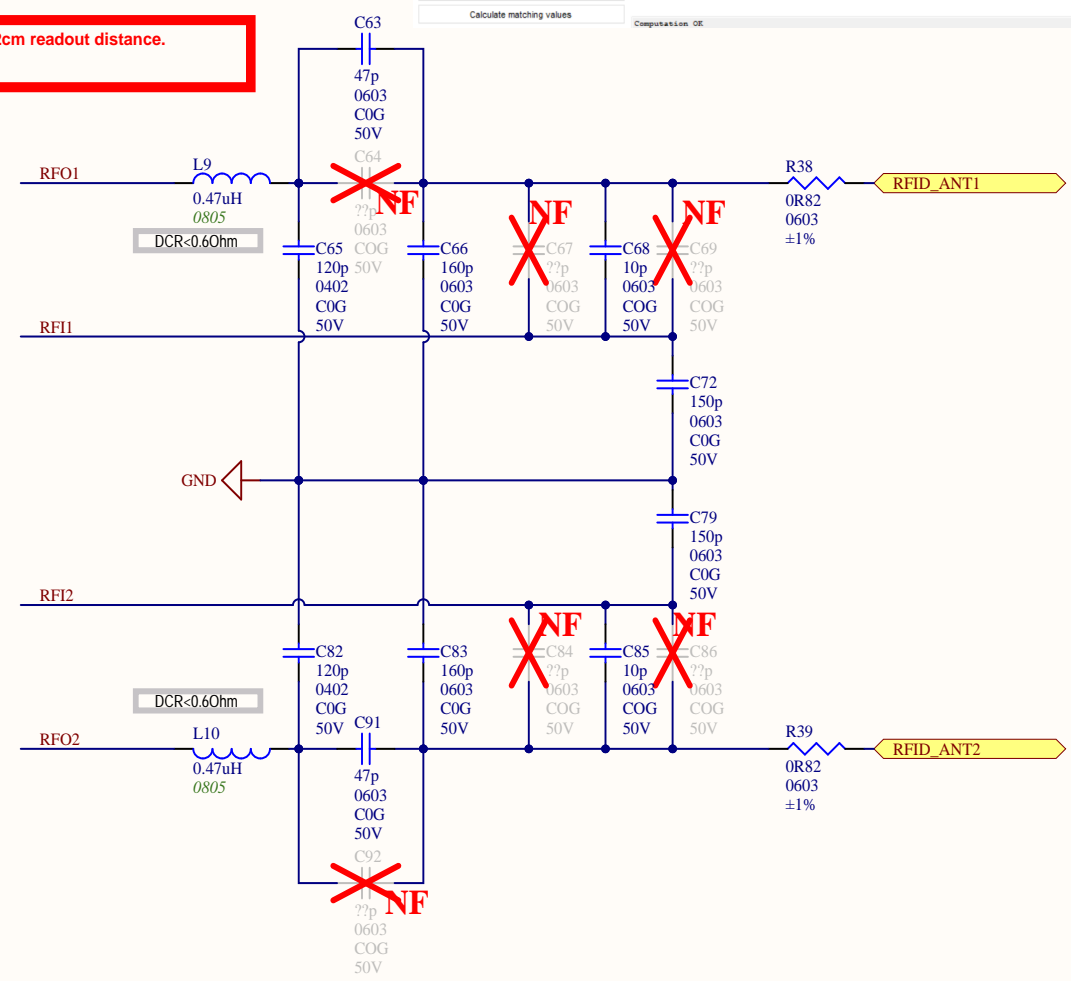 Calculate matching values
Computation OK
2cm readout distance.
C63
47p
0603
C0G
50V
C64
??p
0603
COG
50V
NF
RFO1
L9
0.47uH
0805
DCR<0.6Ohm
R38
0R82
0603
±1%
RFID_ANT1
C65
120p
0402
C0G
50V
C66
160p
0603
C0G
50V
NF
C67
??p
0603
COG
50V
C68
10p
0603
COG
50V
NF
C69
??p
0603
COG
50V
RFI1
C72
150p
0603
C0G
50V
GND
C79
150p
0603
C0G
50V
RFI2
C82
120p
0402
C0G
50V
C83
160p
0603
C0G
50V
NF
C84
??p
0603
COG
50V
C85
10p
0603
COG
50V
NF
C86
??p
0603
COG
50V
DCR<0.6Ohm
RFO2
L10
0.47uH
0805
C91
47p
0603
C0G
50V
R39
0R82
0603
±1%
RFID_ANT2
C92
??p
0603
COG
50V
NF